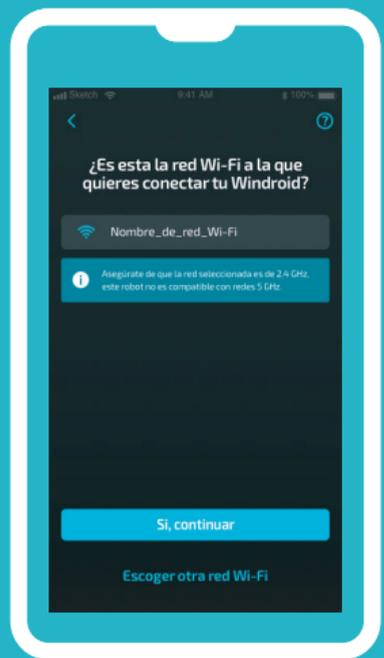 Sketch 9:41 AM 100%
¿Es esta la red Wi-Fi a la que
quieres conectar tu Windroid?
Nombre_de_red_Wi-Fi
Asegúrate de que la red seleccionada es de 2.4 GHz,
este robot no es compatible con redes 5 GHz.
Si, continuar
Escoger otra red Wi-Fi